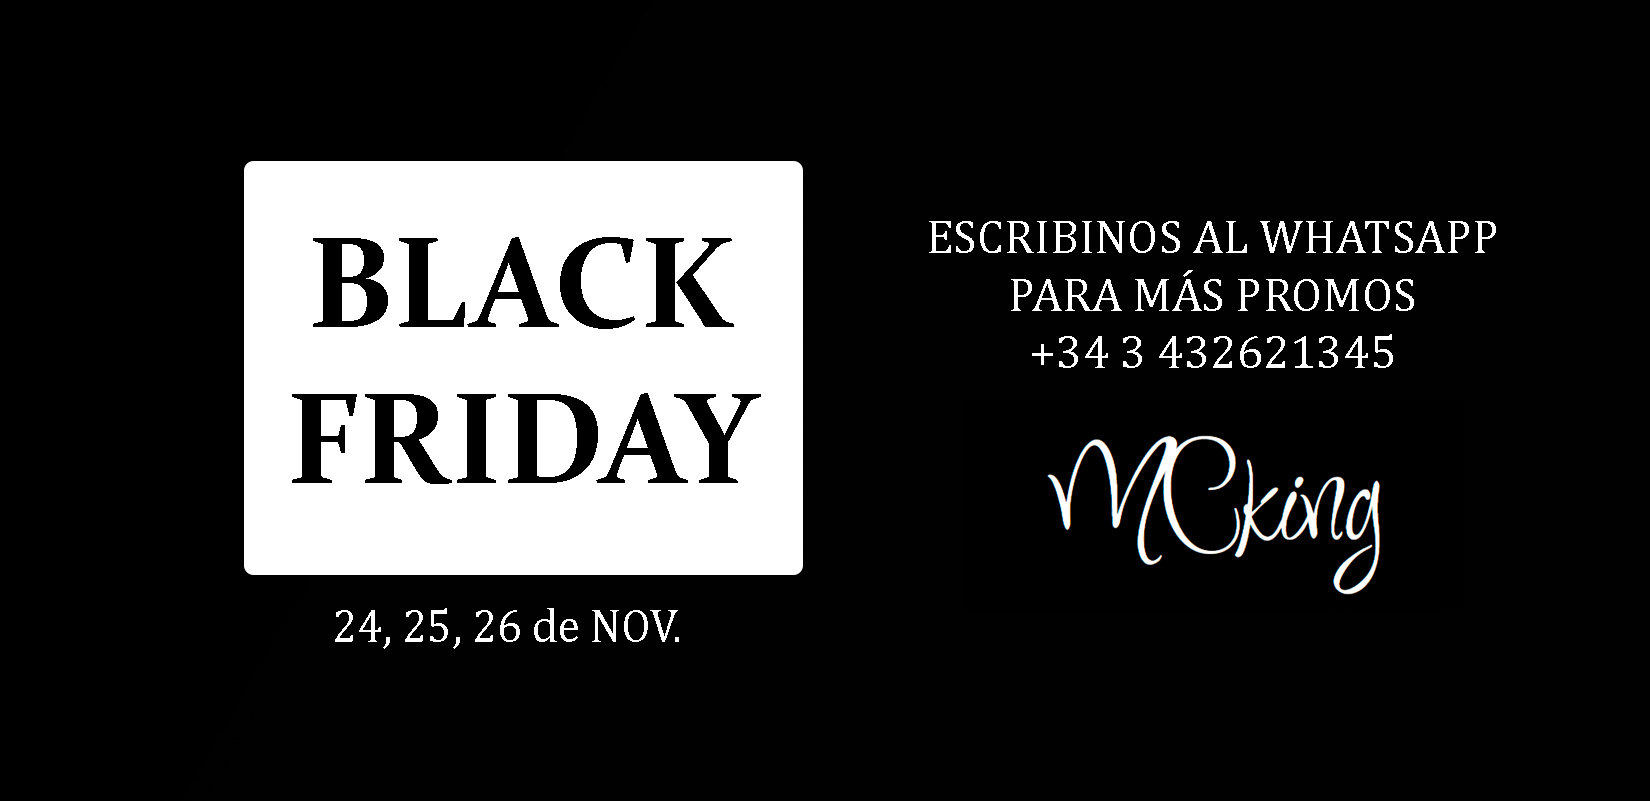 BLACK
FRIDAY
24, 25, 26 de NOV.
ESCRIBINOS AL WHATSAPP
PARA MÁS PROMOS
+34 3 432621345
MCking